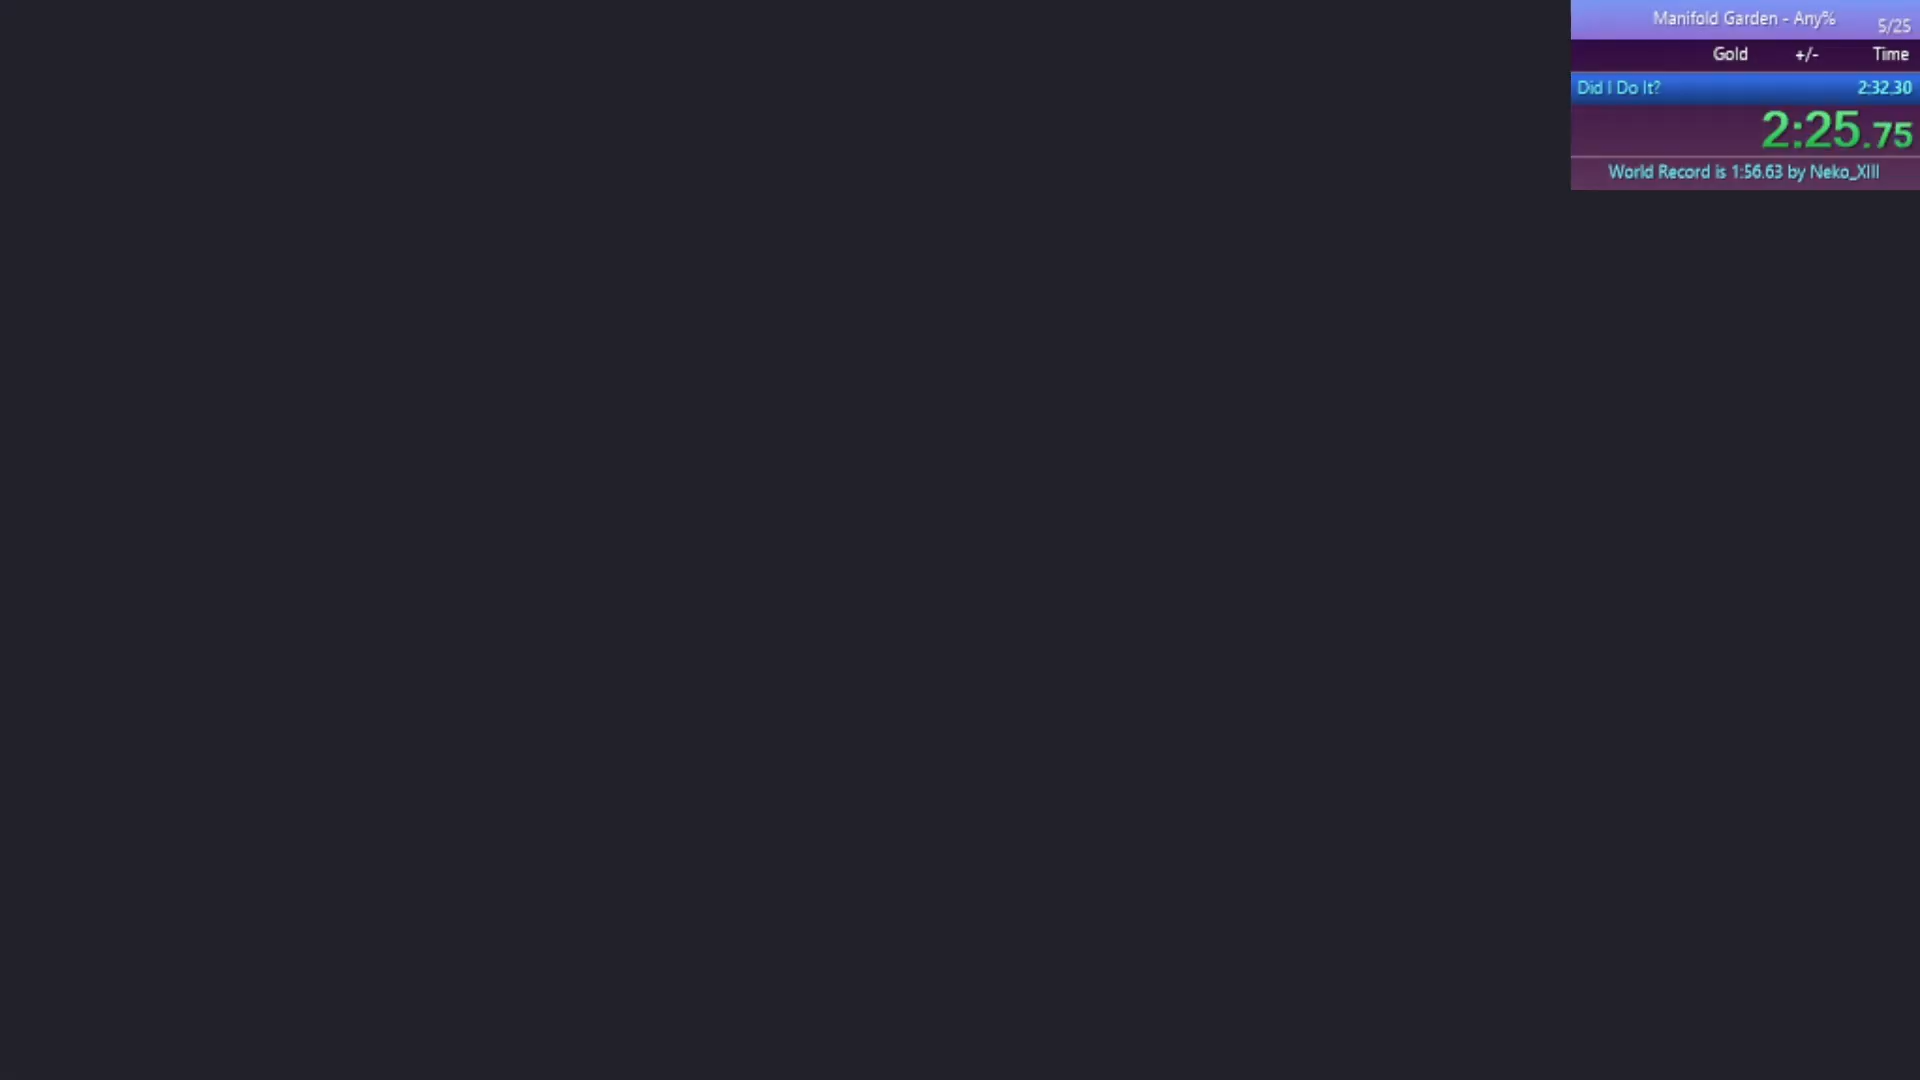 Manifold Garden - Any%
5/25
Gold +/- Time
Did I Do It? 2:32.30
2:25.75
World Record is 1:56.63 by Neko_XIII